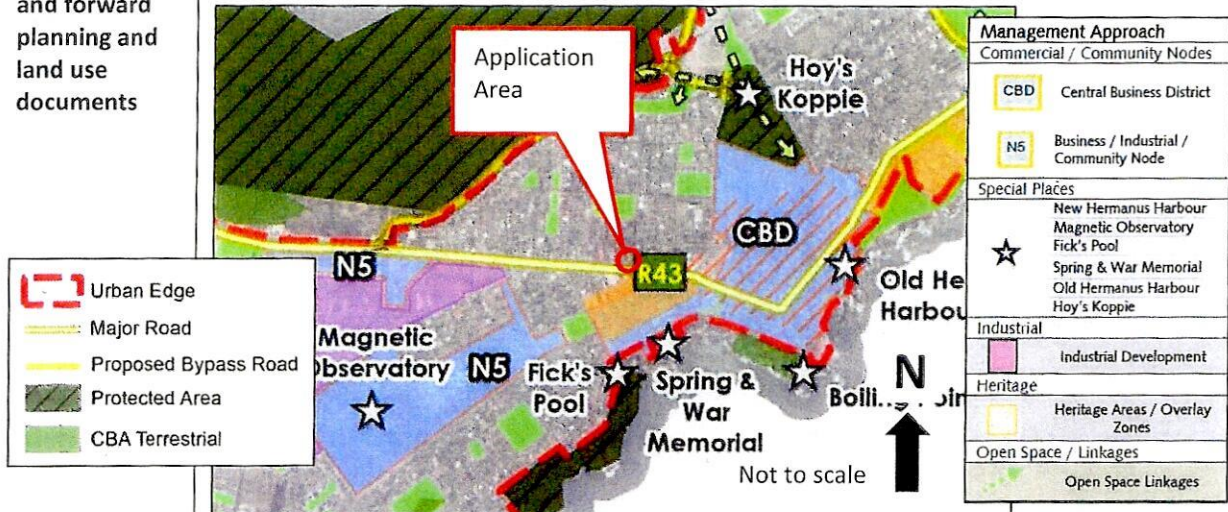 and forward
planning and
land use
documents
Application
Area
Hoy's
Koppie
CBD
N5
R43
Old He
Harbou
Magnetic
bservatory
N5
Fick's
Pool
Spring &
War
Memorial
N
Not to scale
Urban Edge
Major Road
Proposed Bypass Road
Protected Area
CBA Terrestrial
Management Approach
Commercial / Community Nodes
CBD
Central Business District
N5
Business / Industrial /
Community Node
Special Places
New Hermanus Harbour
Magnetic Observatory
Fick's Pool
Spring & War Memorial
Old Hermanus Harbour
Hoy's Koppie
Industrial
Industrial Development
Heritage
Heritage Areas / Overlay
Zones
Open Space / Linkages
Open Space Linkages